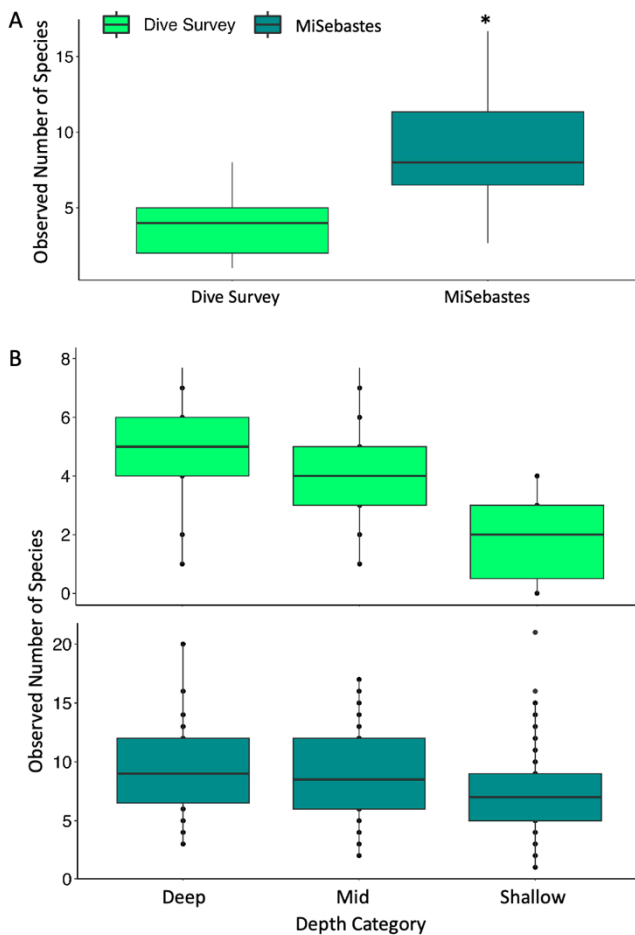 A
Dive Survey MiSebastes
*
15
10
5
Observed Number of Species
Dive Survey MiSebastes
B
8
6
4
2
0
20
15
10
5
0
Observed Number of Species
Deep Mid Shallow
Depth Category